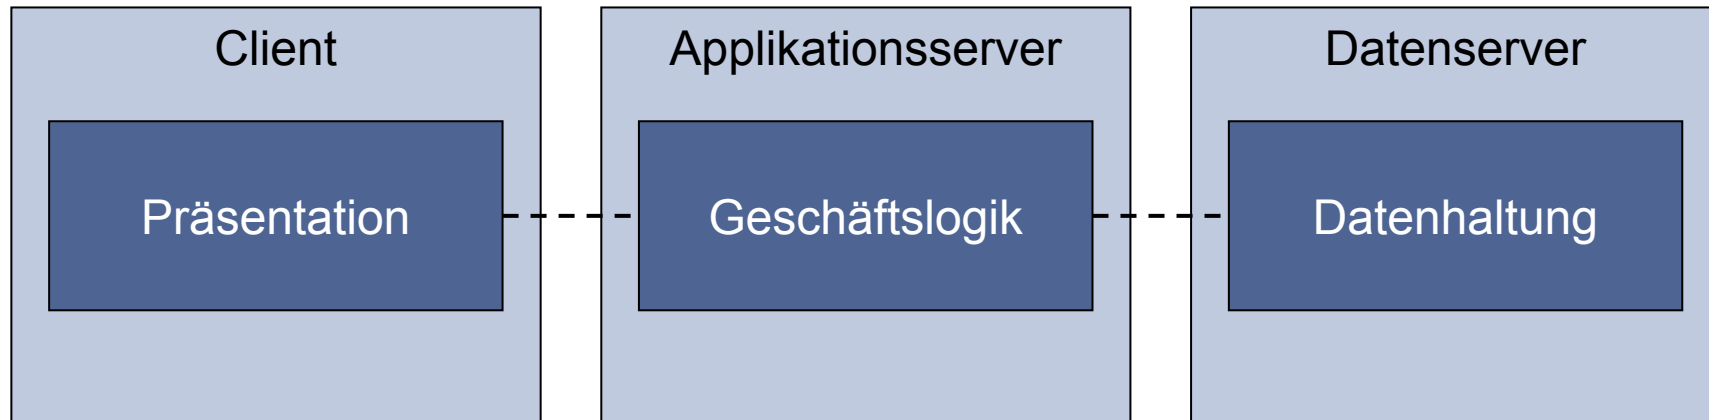 Client
Applikationsserver
Datenserver
Präsentation
Geschäftslogik
Datenhaltung